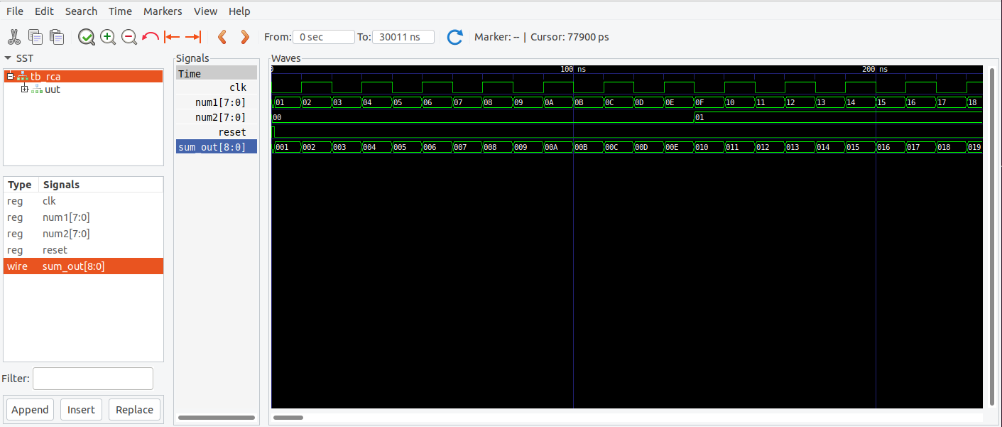 File Edit Search Time Markers View Help
From: 0 sec To: 30011 ns Marker: -- | Cursor: 77900 ps
SST
tb_rca
uut
Type Signals
reg clk
reg num1[7:0]
reg num2[7:0]
reg reset
wire sum_out[8:0]
Filter:
Append Insert Replace
Signals
Time
clk
num1[7:0]
num2[7:0]
reset
sum_out[8:0]
Waves
0 100 ns 200 ns
01 02 03 04 05 06 07 08 09 0A 0B 0C 0D 0E 0F 10 11 12 13 14 15 16 17 18
00 01
001 002 003 004 005 006 007 008 009 00A 00B 00C 00D 00E 010 011 012 013 014 015 016 017 018 019